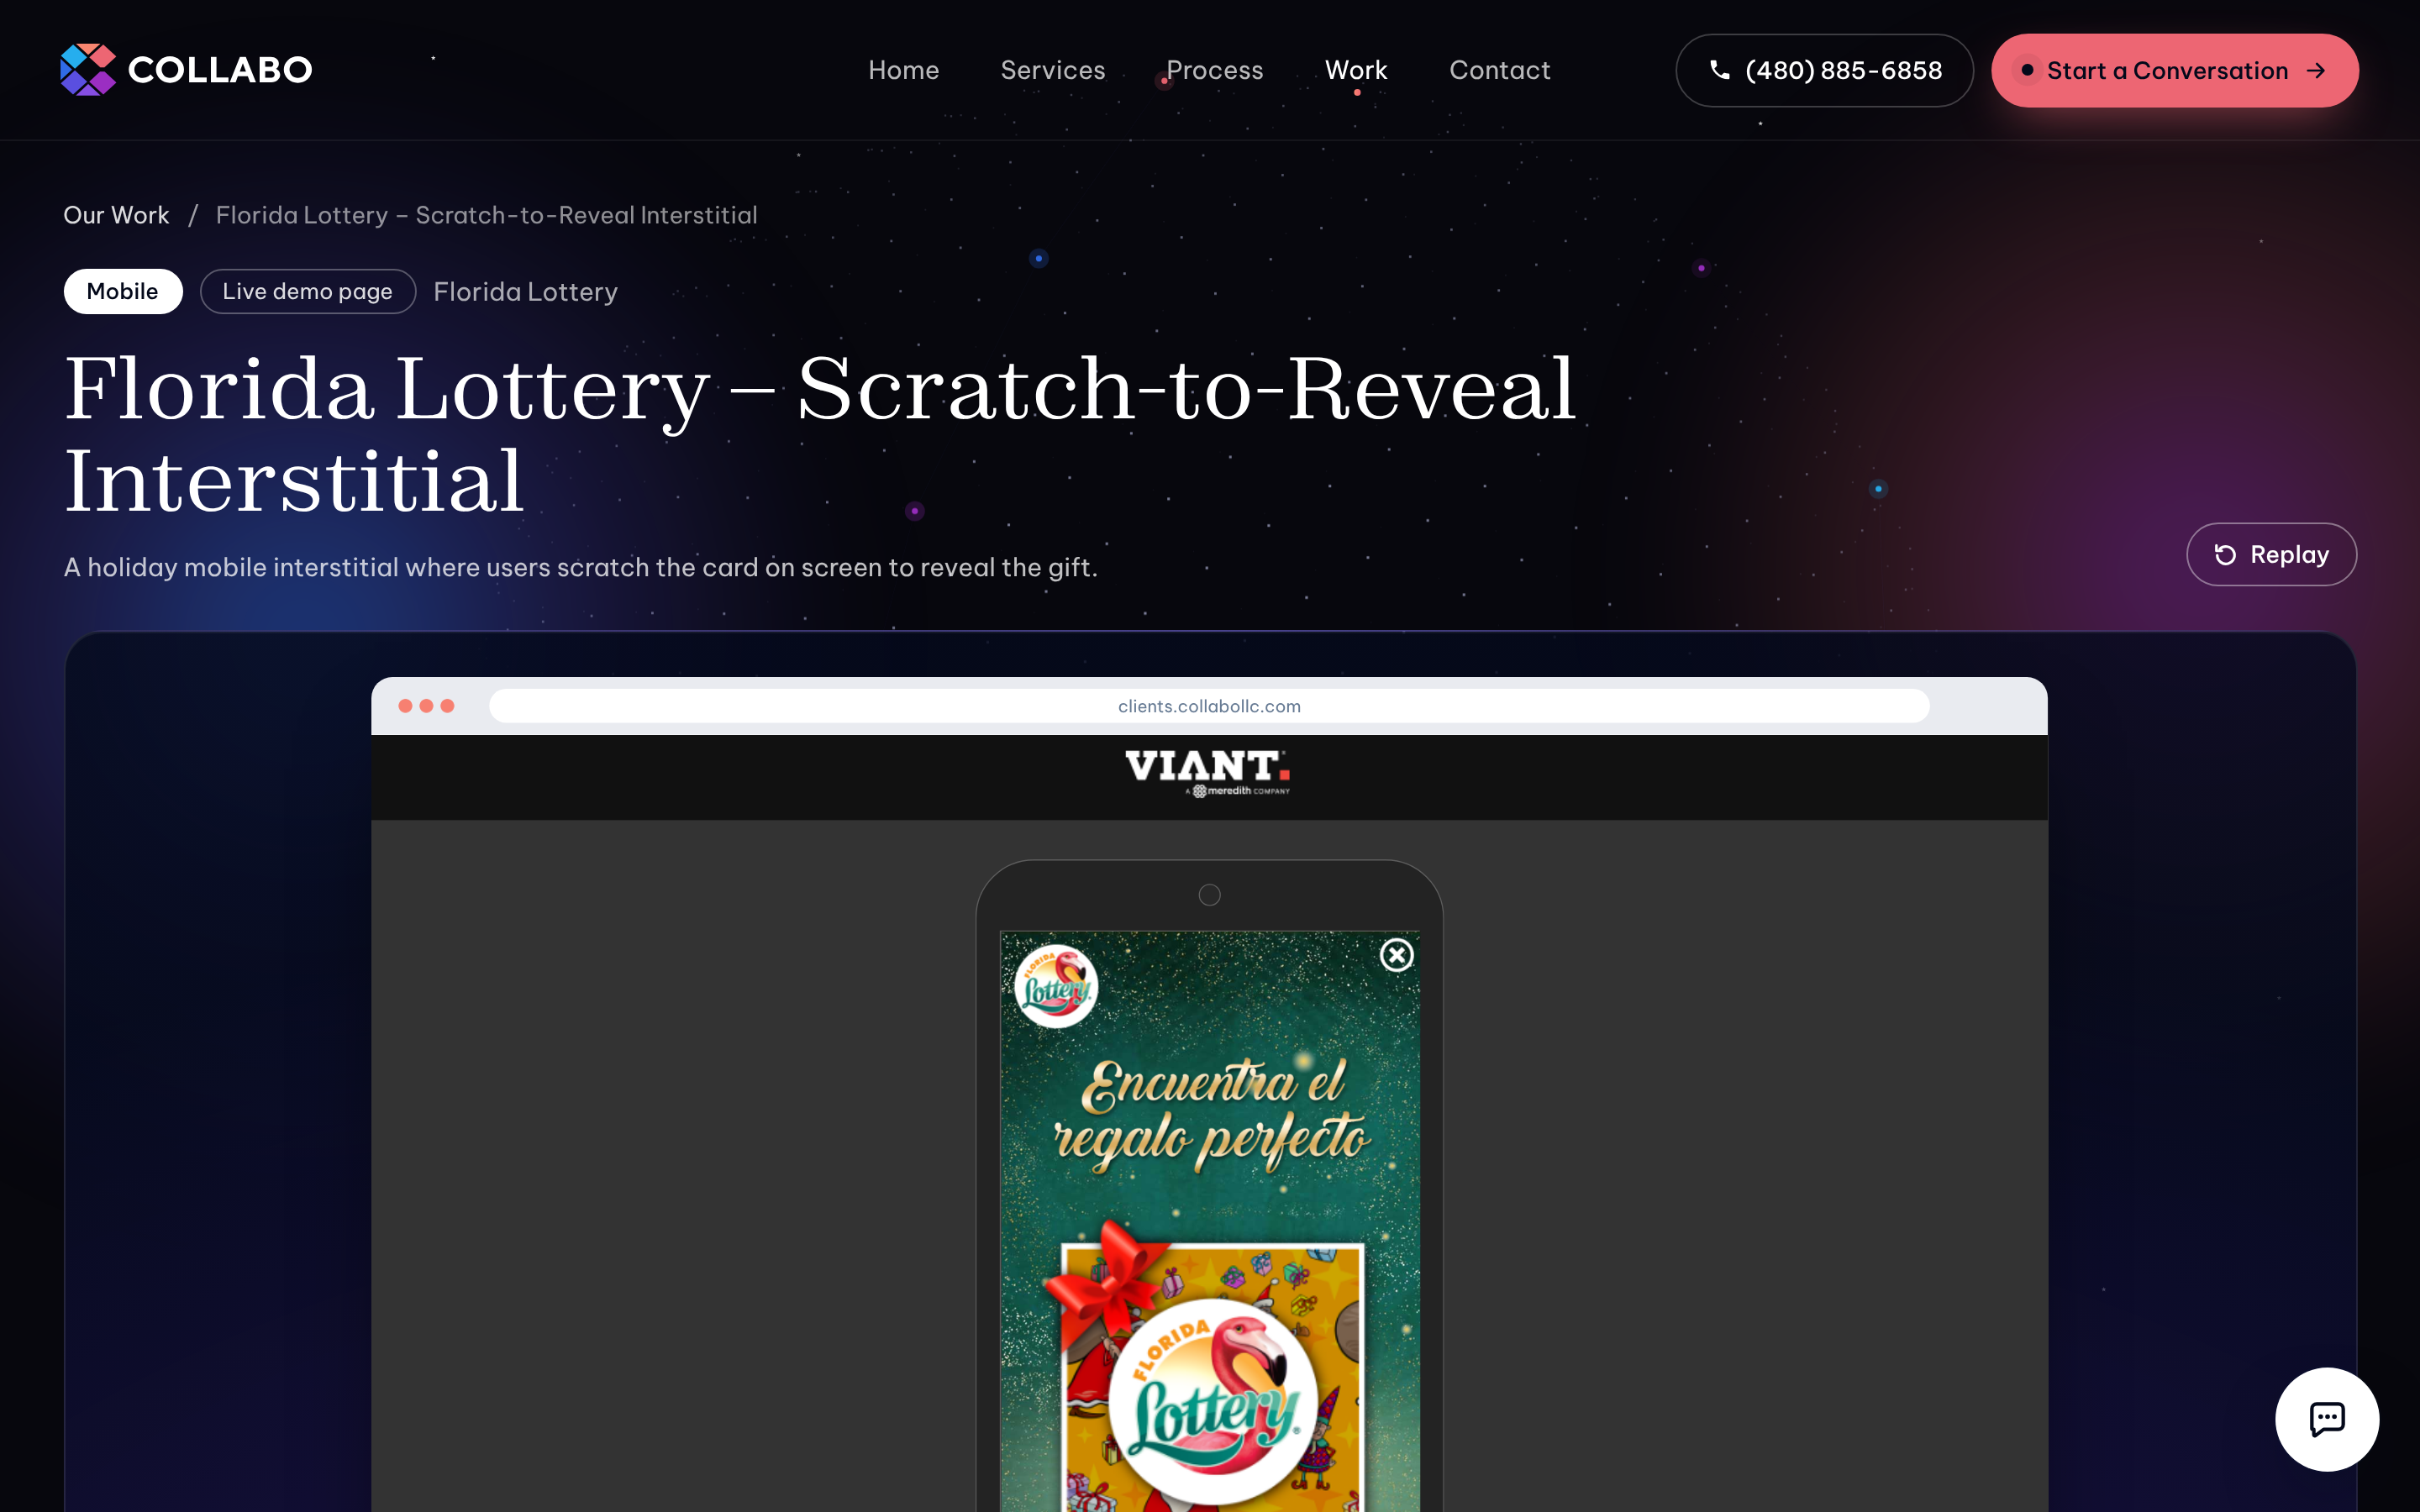 COLLABO
Home
Services
Process
Work
Contact
(480) 885-6858
Start a Conversation
Our Work / Florida Lottery – Scratch-to-Reveal Interstitial
Mobile
Live demo page
Florida Lottery
Florida Lottery – Scratch-to-Reveal
Interstitial
A holiday mobile interstitial where users scratch the card on screen to reveal the gift.
Replay
clients.collabollc.com
VIANT.
A meredith COMPANY
FLORIDA
Lottery
Encuentra el
regalo perfecto
FLORIDA
Lottery®